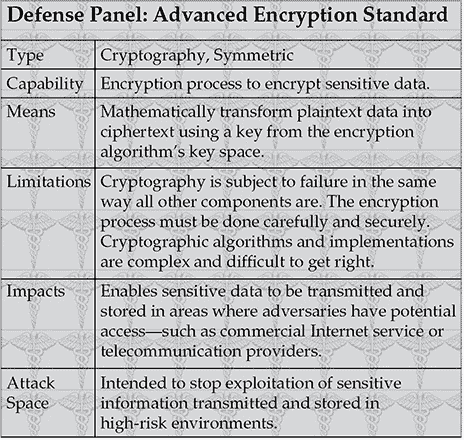 Defense Panel: Advanced Encryption Standard
Type Cryptography, Symmetric
Capability Encryption process to encrypt sensitive data.
Means Mathematically transform plaintext data into
ciphertext using a key from the encryption
algorithm's key space.
Limitations Cryptography is subject to failure in the same
way all other components are. The encryption
process must be done carefully and securely.
Cryptographic algorithms and implementations
are complex and difficult to get right.
Impacts Enables sensitive data to be transmitted and
stored in areas where adversaries have potential
access—such as commercial Internet service or
telecommunication providers.
Attack Intended to stop exploitation of sensitive
Space information transmitted and stored in
high-risk environments.